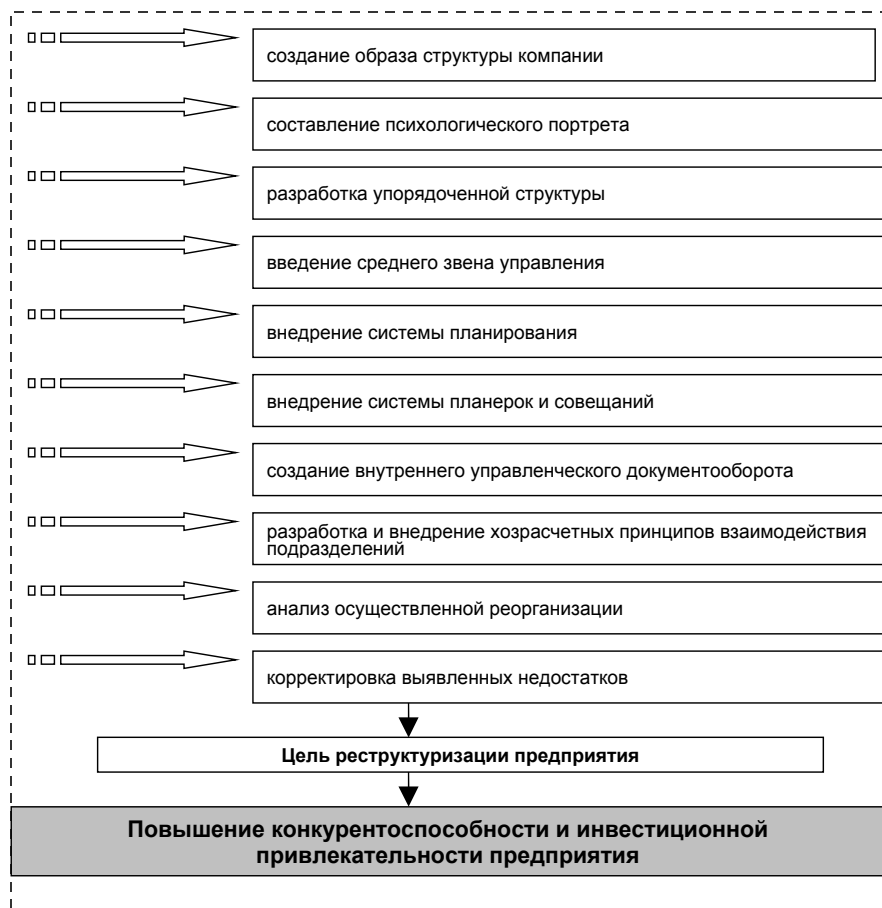 создание образа структуры компании
составление психологического портрета
разработка упорядоченной структуры
введение среднего звена управления
внедрение системы планирования
внедрение системы планерок и совещаний
создание внутреннего управленческого документооборота
разработка и внедрение хозрасчетных принципов взаимодействия
подразделений
анализ осуществленной реорганизации
корректировка выявленных недостатков
Цель реструктуризации предприятия
Повышение конкурентоспособности и инвестиционной
привлекательности предприятия